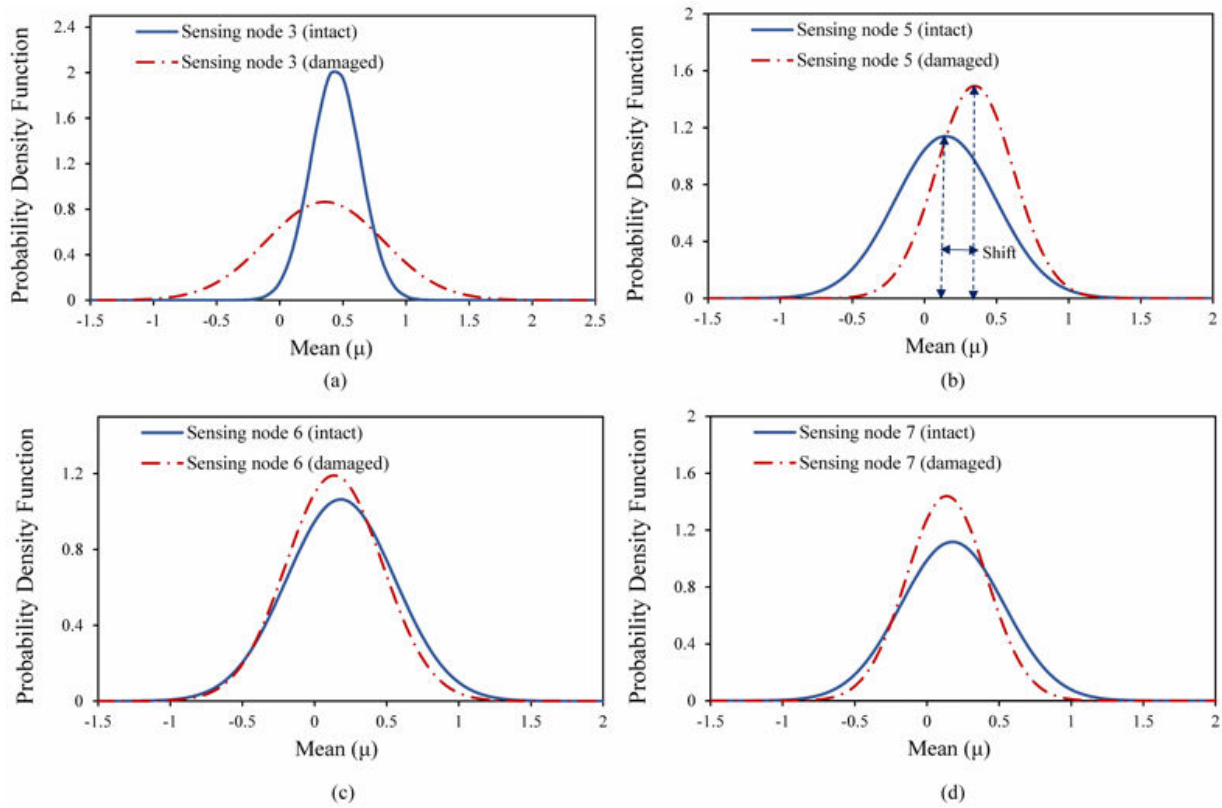 Probability Density Function
2.4
2
1.6
1.2
0.8
0.4
0
Sensing node 3 (intact)
Sensing node 3 (damaged)
-1.5 -1 -0.5 0 0.5 1 1.5 2 2.5
Mean (μ)
(a)
Probability Density Function
2
1.6
1.2
0.8
0.4
0
Sensing node 5 (intact)
Sensing node 5 (damaged)
Shift
-1.5 -1 -0.5 0 0.5 1 1.5 2
Mean (μ)
(b)
Probability Density Function
1.2
0.8
0.4
0
Sensing node 6 (intact)
Sensing node 6 (damaged)
-1.5 -1 -0.5 0 0.5 1 1.5 2
Mean (μ)
(c)
Probability Density Function
2
1.6
1.2
0.8
0.4
0
Sensing node 7 (intact)
Sensing node 7 (damaged)
-1.5 -1 -0.5 0 0.5 1 1.5 2
Mean (μ)
(d)